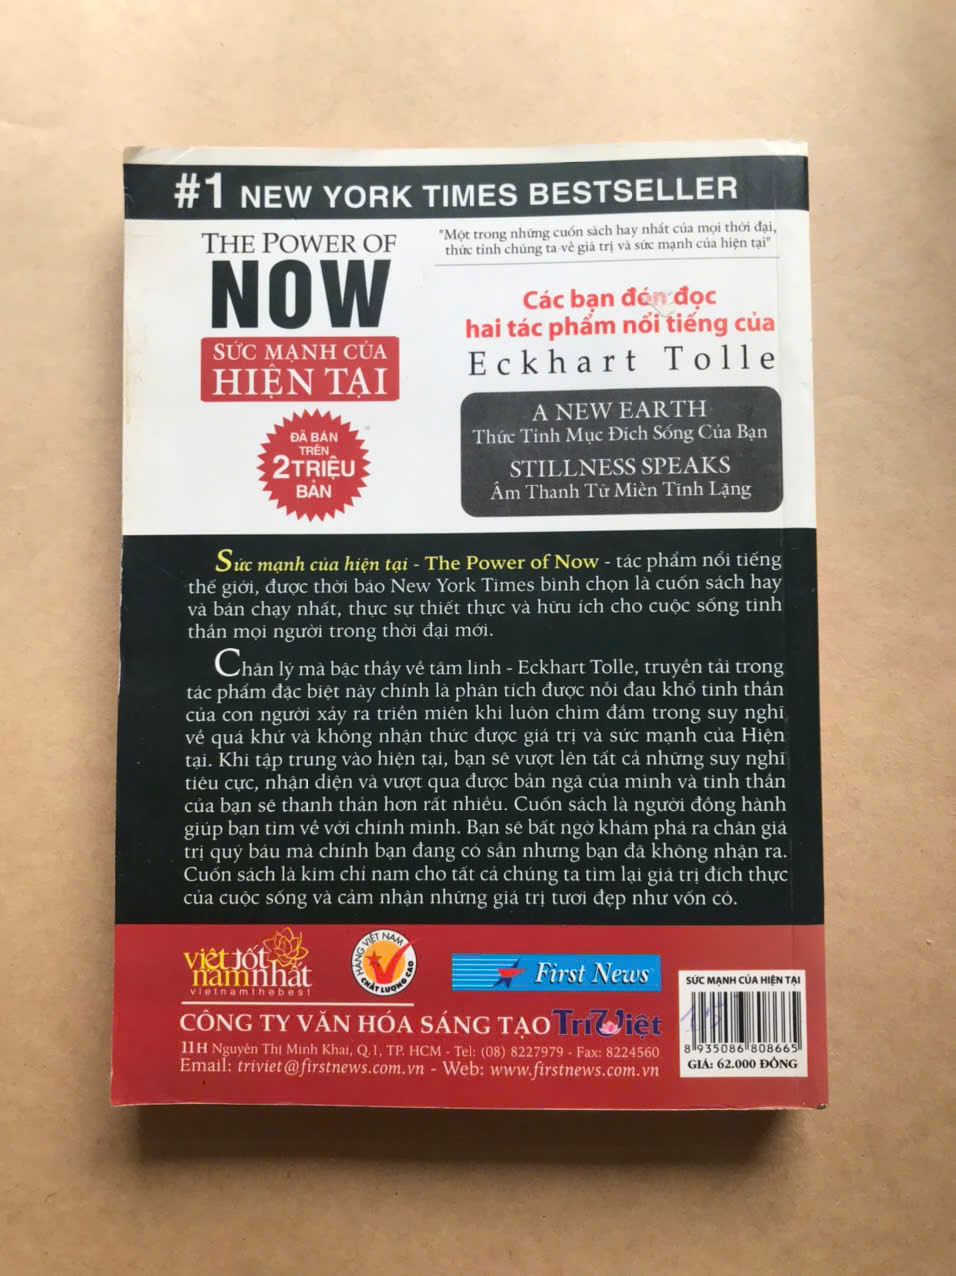 #1 NEW YORK TIMES BESTSELLER
THE POWER OF
NOW
SỨC MẠNH CỦA
HIỆN TẠI
ĐÃ BÁN
TRÊN
2 TRIỆU
BẢN
"Một trong những cuốn sách hay nhất của mọi thời đại,
thức tỉnh chúng ta về giá trị và sức mạnh của hiện tại"
Các bạn đón đọc
hai tác phẩm nổi tiếng của
Eckhart Tolle
A NEW EARTH
Thức Tỉnh Mục Đích Sống Của Bạn
STILLNESS SPEAKS
Âm Thanh Từ Miền Tĩnh Lặng
Sức mạnh của hiện tại - The Power of Now - tác phẩm nổi tiếng
thế giới, được thời báo New York Times bình chọn là cuốn sách hay
và bán chạy nhất, thực sự thiết thực và hữu ích cho cuộc sống tinh
thần mọi người trong thời đại mới.
Chân lý mà bậc thầy về tâm linh - Eckhart Tolle, truyền tải trong
tác phẩm đặc biệt này chính là phân tích được nỗi đau khổ tinh thần
của con người xảy ra triền miên khi luôn chìm đắm trong suy nghĩ
về quá khứ và không nhận thức được giá trị và sức mạnh của Hiện
tại. Khi tập trung vào hiện tại, bạn sẽ vượt lên tất cả những suy nghĩ
tiêu cực, nhận diện và vượt qua được bản ngã của mình và tinh thần
của bạn sẽ thanh thản hơn rất nhiều. Cuốn sách là người đồng hành
giúp bạn tìm về với chính mình. Bạn sẽ bất ngờ khám phá ra chân giá
trị quý báu mà chính bạn đang có sẵn nhưng bạn đã không nhận ra.
Cuốn sách là kim chỉ nam cho tất cả chúng ta tìm lại giá trị đích thực
của cuộc sống và cảm nhận những giá trị tươi đẹp như vốn có.
việt tốt
nam nhất
vietnamthebest
HÀNG VIỆT NAM
CHẤT LƯỢNG CAO
First News
CÔNG TY VĂN HÓA SÁNG TẠO Trí Việt
11H Nguyễn Thị Minh Khai, Q.1, TP. HCM - Tel: (08) 8227979 - Fax: 8224560
Email: triviet@firstnews.com.vn - Web: www.firstnews.com.vn
SỨC MẠNH CỦA HIỆN TẠI
8 935086 808665
GIÁ: 62.000 ĐỒNG